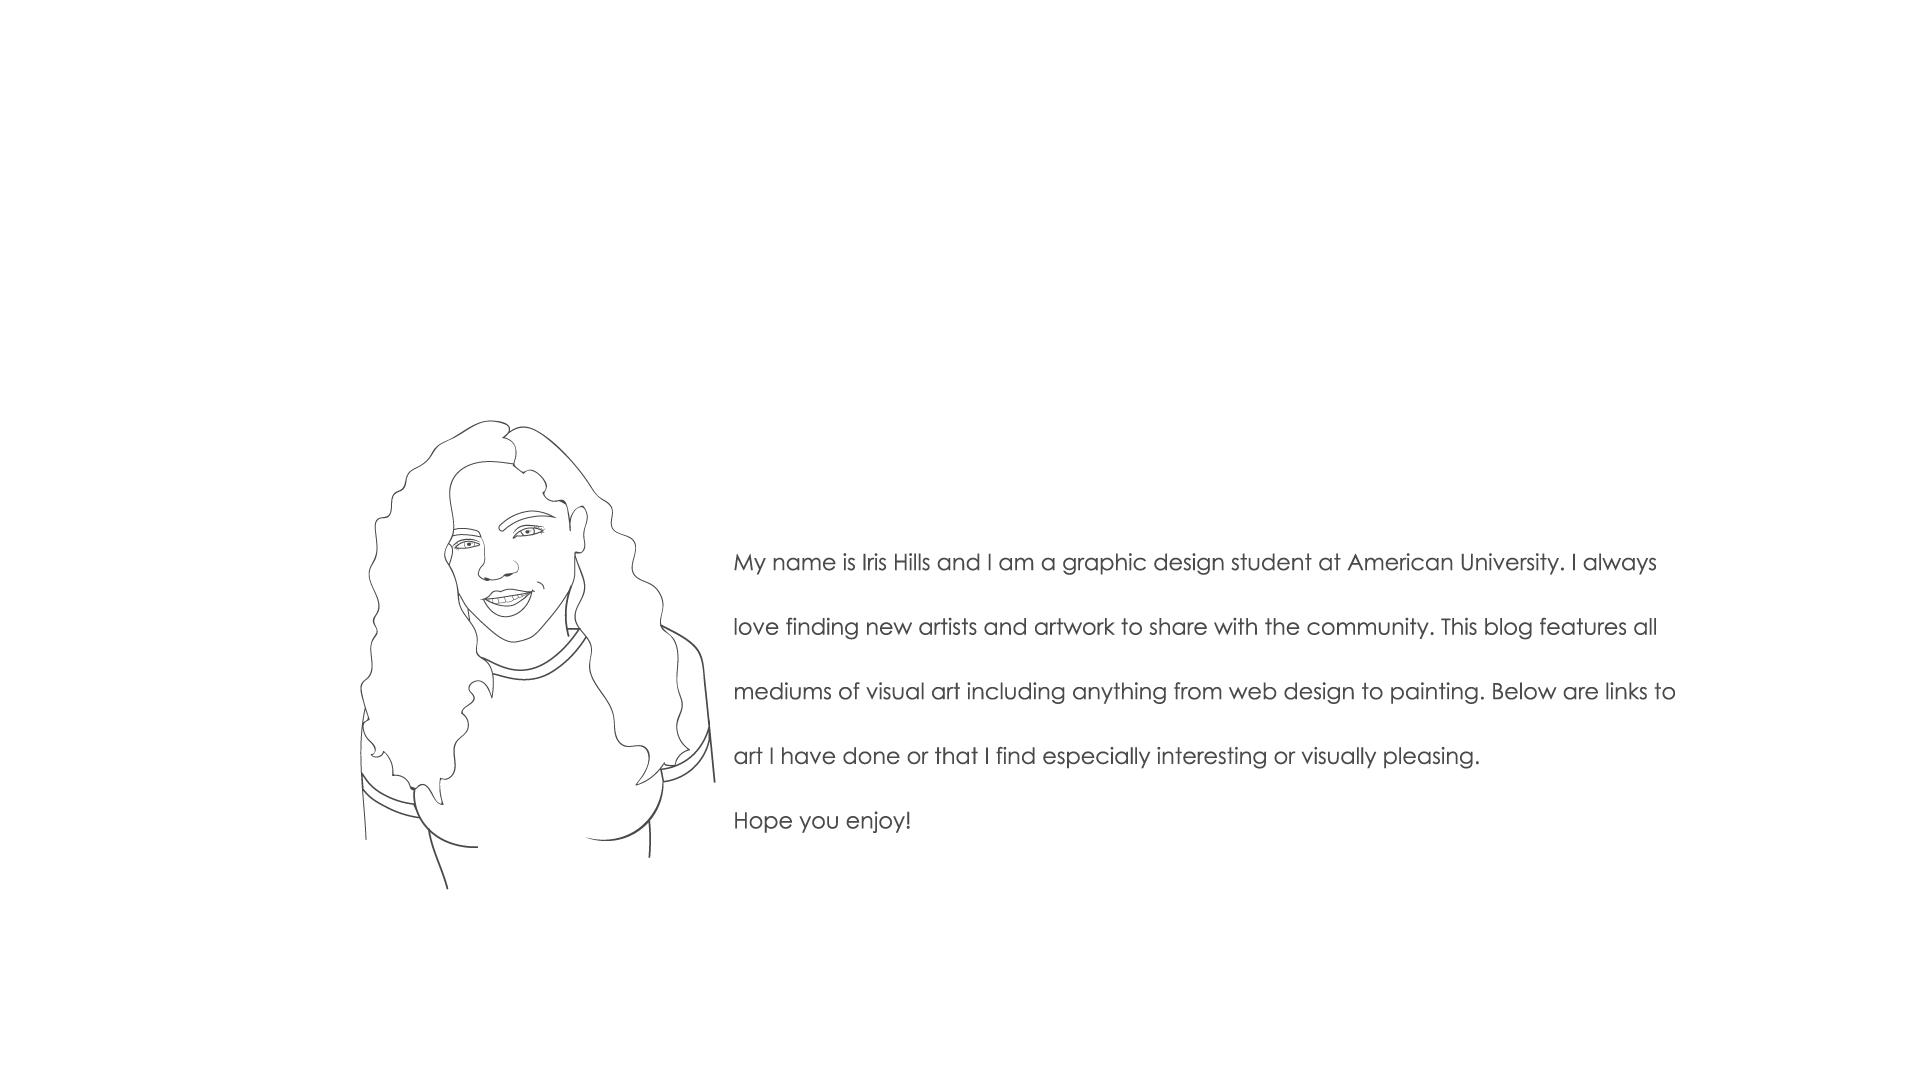 My name is Iris Hills and I am a graphic design student at American University. I always
love finding new artists and artwork to share with the community. This blog features all
mediums of visual art including anything from web design to painting. Below are links to
art I have done or that I find especially interesting or visually pleasing.
Hope you enjoy!